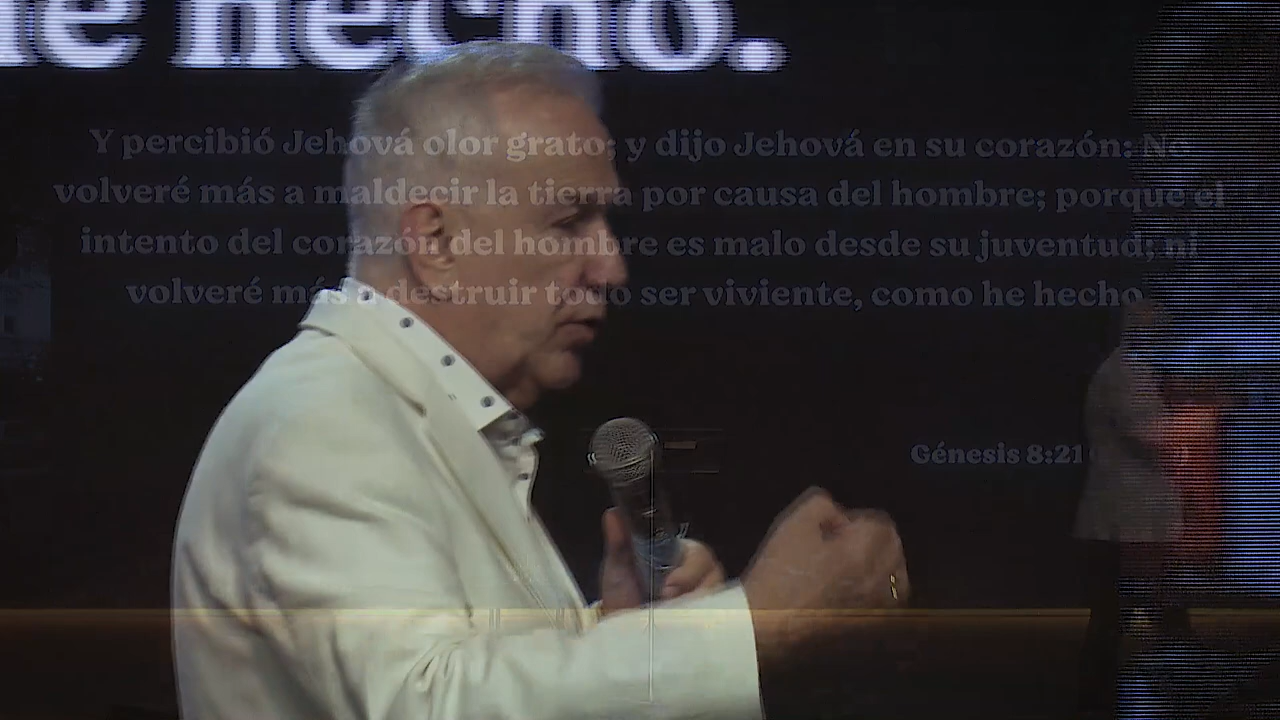 he hecho.
Y percibió Jehová olor grato; y dijo Jehová en su corazón: No
volveré más a maldecir la tierra por causa del hombre; porque el
intento del corazón del hombre es malo desde su juventud; ni
volveré más a destruir todo ser viviente, como he hecho.
Génesis 8:21